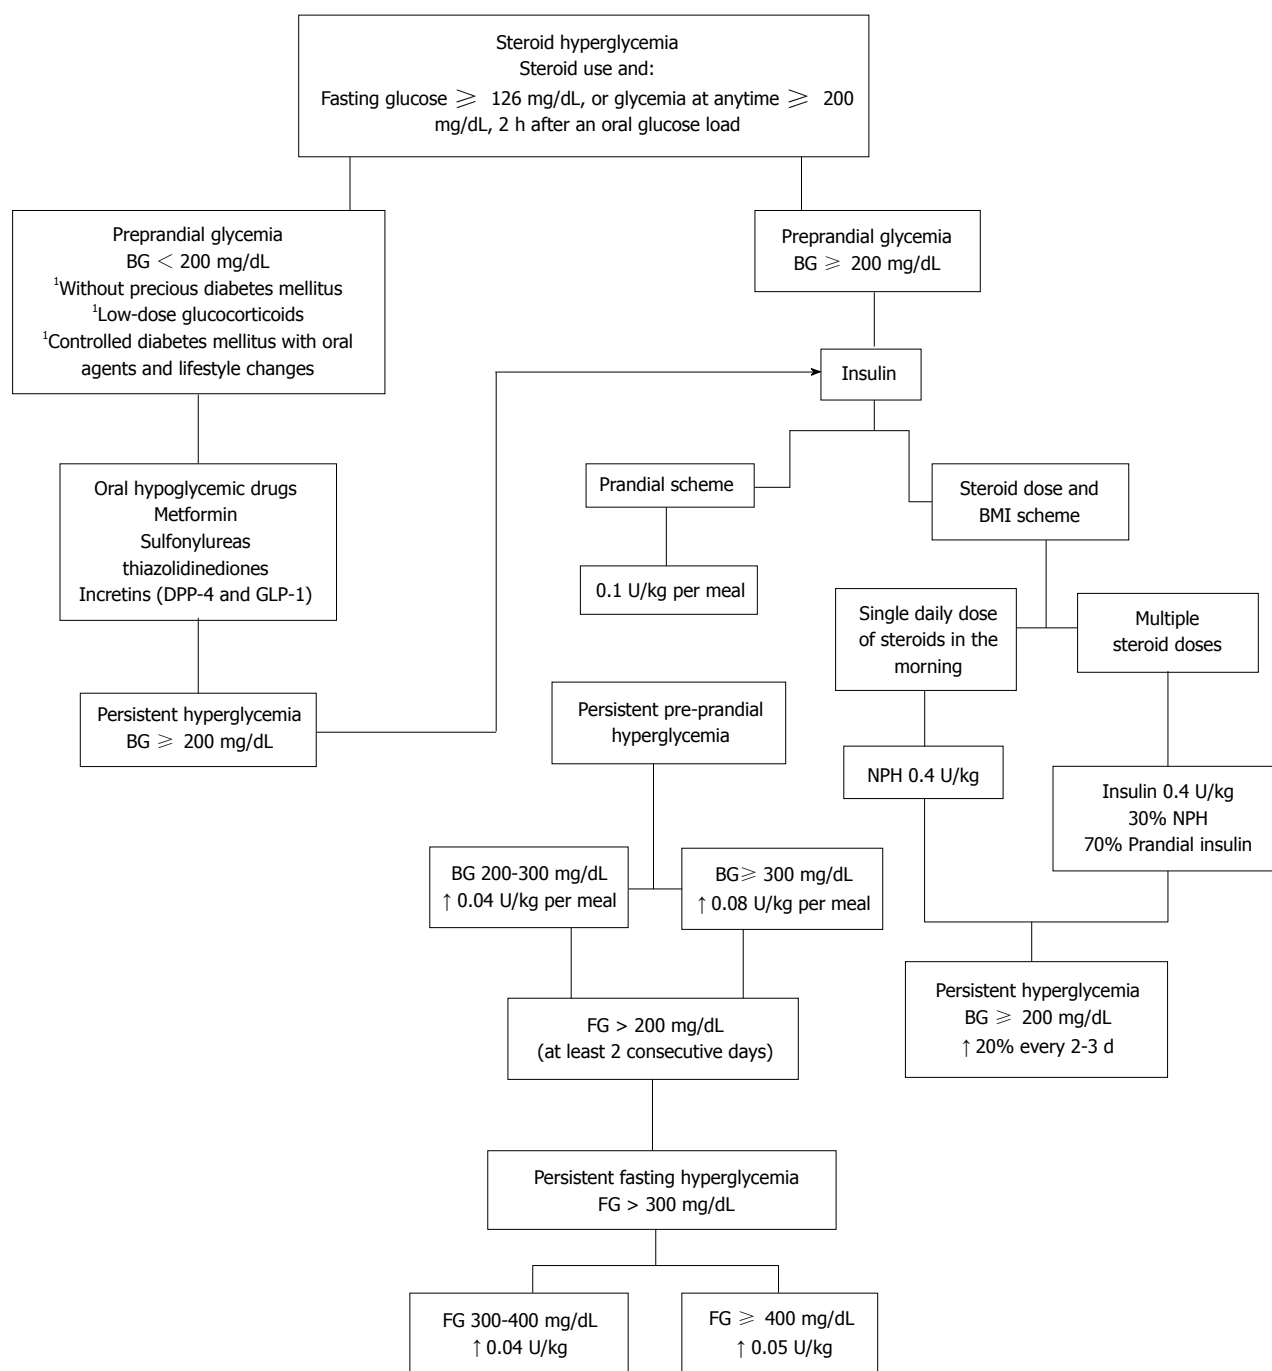 Steroid hyperglycemia
Steroid use and:
Fasting glucose ≥ 126 mg/dL, or glycemia at anytime ≥ 200
mg/dL, 2 h after an oral glucose load
Preprandial glycemia
BG < 200 mg/dL
¹Without precious diabetes mellitus
¹Low-dose glucocorticoids
¹Controlled diabetes mellitus with oral
agents and lifestyle changes
Preprandial glycemia
BG ≥ 200 mg/dL
Insulin
Oral hypoglycemic drugs
Metformin
Sulfonylureas
thiazolidinediones
Incretins (DPP-4 and GLP-1)
Prandial scheme
Steroid dose and
BMI scheme
0.1 U/kg per meal
Single daily dose
of steroids in the
morning
Multiple
steroid doses
Persistent hyperglycemia
BG ≥ 200 mg/dL
Persistent pre-prandial
hyperglycemia
NPH 0.4 U/kg
Insulin 0.4 U/kg
30% NPH
70% Prandial insulin
BG 200-300 mg/dL
↑ 0.04 U/kg per meal
BG≥ 300 mg/dL
↑ 0.08 U/kg per meal
Persistent hyperglycemia
BG ≥ 200 mg/dL
↑ 20% every 2-3 d
FG > 200 mg/dL
(at least 2 consecutive days)
Persistent fasting hyperglycemia
FG > 300 mg/dL
FG 300-400 mg/dL
↑ 0.04 U/kg
FG ≥ 400 mg/dL
↑ 0.05 U/kg